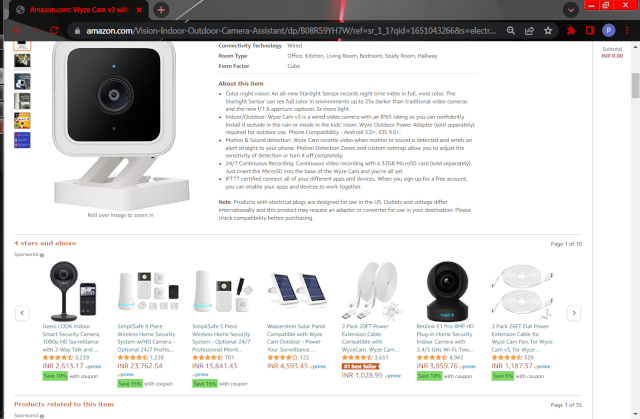 Amazon.com: Wyze Cam v3 with
amazon.com/Vision-Indoor-Outdoor-Camera-Assistant/dp/B08R59YH7W/ref=sr_1_1?qid=1651043266&s=electr...
P
Subtotal
INR 0.00
Connectivity Technology Wired
Room Type Office, Kitchen, Living Room, Bedroom, Study Room, Hallway
Form Factor Cube
About this item
• Color night vision: An all-new Starlight Sensor records night time video in full, vivid color. The
Starlight Sensor can see full color in environments up to 25x darker than traditional video cameras
and the new f/1.6 aperture captures 2x more light.
• Indoor/Outdoor: Wyze Cam v3 is a wired video camera with an IP65 rating so you can confidently
install it outside in the rain or inside in the kids' room. Wyze Outdoor Power Adapter (sold separately)
required for outdoor use. Phone Compatibility - Android 5.0+, iOS 9.0+.
• Motion & Sound detection: Wyze Cam records video when motion or sound is detected and sends an
alert straight to your phone. Motion Detection Zones and custom settings allow you to adjust the
sensitivity of detection or turn it off completely.
• 24/7 Continuous Recording: Continuous video recording with a 32GB MicroSD card (sold separately).
Just insert the MicroSD into the base of the Wyze Cam and you're all set.
• IFTTT certified connect all of your different apps and devices. When you sign up for a free account,
you can enable your apps and devices to work together.
Note: Products with electrical plugs are designed for use in the US. Outlets and voltage differ
internationally and this product may require an adapter or converter for use in your destination. Please
check compatibility before purchasing.
Roll over image to zoom in
4 stars and above
Page 1 of 10
Sponsored
Geeni LOOK Indoor
Smart Security Camera,
1080p HD Surveillance
with 2-Way Talk and ...
3,239
INR 2,613.17 prime
Save 10% with coupon
SimpliSafe 9 Piece
Wireless Home Security
System w/HD Camera -
Optional 24/7 Profes...
1,228
INR 23,762.54
prime
Save 15% with coupon
SimpliSafe 5 Piece
Wireless Home Security
System - Optional 24/7
Professional Monit...
701
INR 15,841.43
prime
Save 15% with coupon
Wasserstein Solar Panel
Compatible with Wyze
Cam Outdoor - Power
Your Surveillance ...
122
INR 4,593.45 prime
2 Pack 20FT Power
Extension Cable
Compatible with
WyzeCam, Wyze Cam...
3,651
#1 Best Seller
INR 1,028.95 prime
reolink
Reolink E1 Pro 4MP HD
Plug-in Home Security
Indoor Camera with
2.4/5 GHz Wi-Fi, Two...
4,942
INR 3,959.76 prime
Save 10% with coupon
2 Pack 26FT Flat Power
Extension Cable for
Wyze Cam Pan, for Wyze
Cam v3, for Wyze ...
329
INR 1,187.37 prime
Save 5% with coupon
Products related to this item
Page 1 of 35
Sponsored